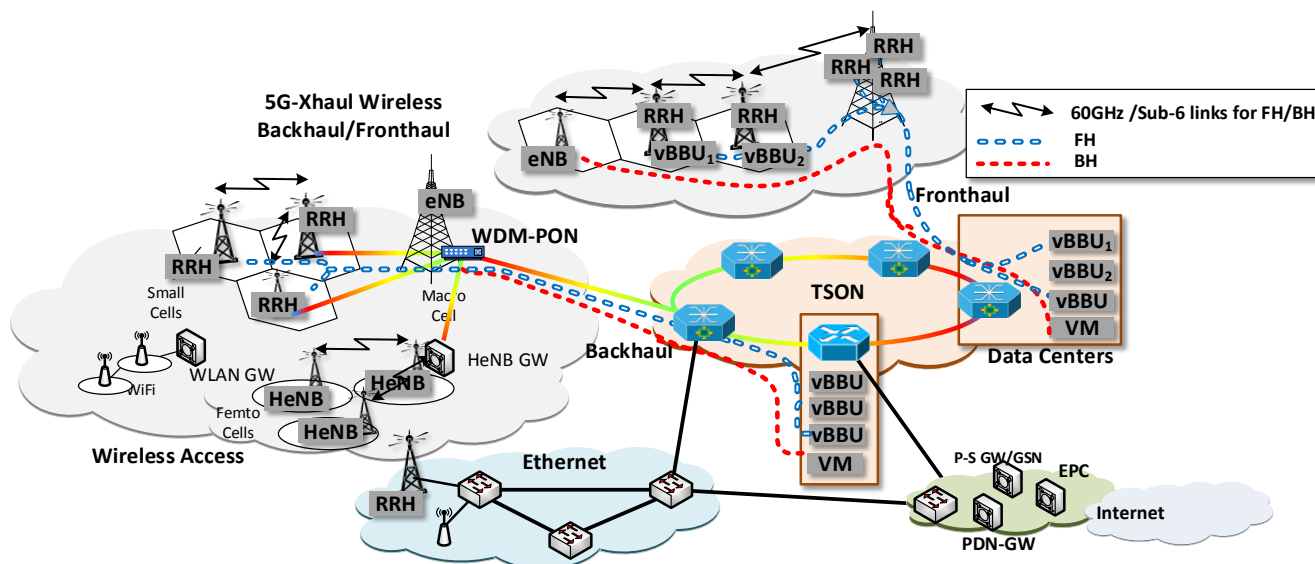 RRH
RRH
RRH
5G-Xhaul Wireless
Backhaul/Fronthaul
RRH
RRH
eNB
vBBU₁
vBBU₂
60GHz /Sub-6 links for FH/BH
FH
BH
Fronthaul
eNB
WDM-PON
RRH
RRH
RRH
Small
Cells
Macro
Cell
TSON
vBBU₁
vBBU₂
vBBU
VM
Data Centers
Backhaul
WiFi
WLAN GW
HeNB GW
HeNB
HeNB
HeNB
Femto
Cells
Wireless Access
vBBU
vBBU
vBBU
VM
RRH
Ethernet
P-S GW/GSN
EPC
PDN-GW
Internet